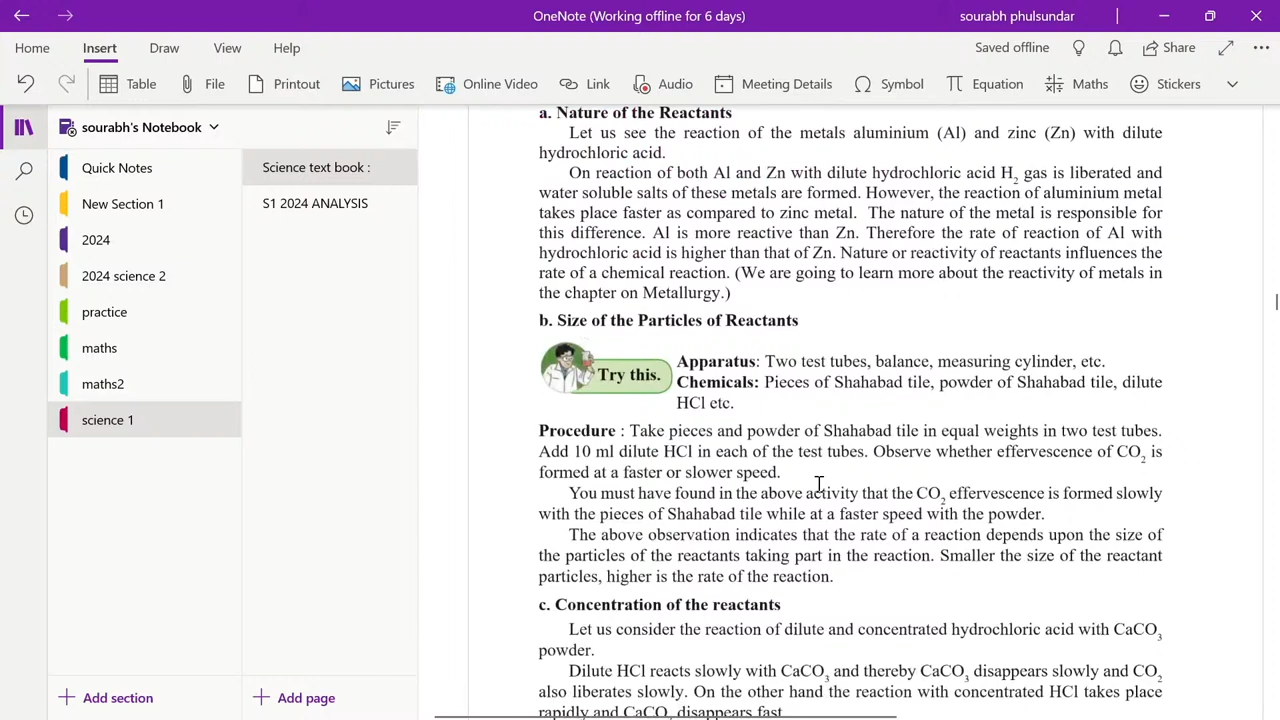 OneNote (Working offline for 6 days)
sourabh phulsundar
Home Insert Draw View Help
Saved offline Share
Table File Printout Pictures Online Video Link Audio Meeting Details Symbol Equation Maths Stickers
sourabh's Notebook
Quick Notes
New Section 1
2024
2024 science 2
practice
maths
maths2
science 1
Add section
Science text book :
S1 2024 ANALYSIS
Add page
a. Nature of the Reactants
Let us see the reaction of the metals aluminium (Al) and zinc (Zn) with dilute
hydrochloric acid.
On reaction of both Al and Zn with dilute hydrochloric acid H₂ gas is liberated and
water soluble salts of these metals are formed. However, the reaction of aluminium metal
takes place faster as compared to zinc metal. The nature of the metal is responsible for
this difference. Al is more reactive than Zn. Therefore the rate of reaction of Al with
hydrochloric acid is higher than that of Zn. Nature or reactivity of reactants influences the
rate of a chemical reaction. (We are going to learn more about the reactivity of metals in
the chapter on Metallurgy.)
b. Size of the Particles of Reactants
Try this.
Apparatus: Two test tubes, balance, measuring cylinder, etc.
Chemicals: Pieces of Shahabad tile, powder of Shahabad tile, dilute
HCl etc.
Procedure : Take pieces and powder of Shahabad tile in equal weights in two test tubes.
Add 10 ml dilute HCl in each of the test tubes. Observe whether effervescence of CO₂ is
formed at a faster or slower speed.
You must have found in the above activity that the CO₂ effervescence is formed slowly
with the pieces of Shahabad tile while at a faster speed with the powder.
The above observation indicates that the rate of a reaction depends upon the size of
the particles of the reactants taking part in the reaction. Smaller the size of the reactant
particles, higher is the rate of the reaction.
c. Concentration of the reactants
Let us consider the reaction of dilute and concentrated hydrochloric acid with CaCO₃
powder.
Dilute HCl reacts slowly with CaCO₃ and thereby CaCO₃ disappears slowly and CO₂
also liberates slowly. On the other hand the reaction with concentrated HCl takes place
rapidly and CaCO₃ disappears fast